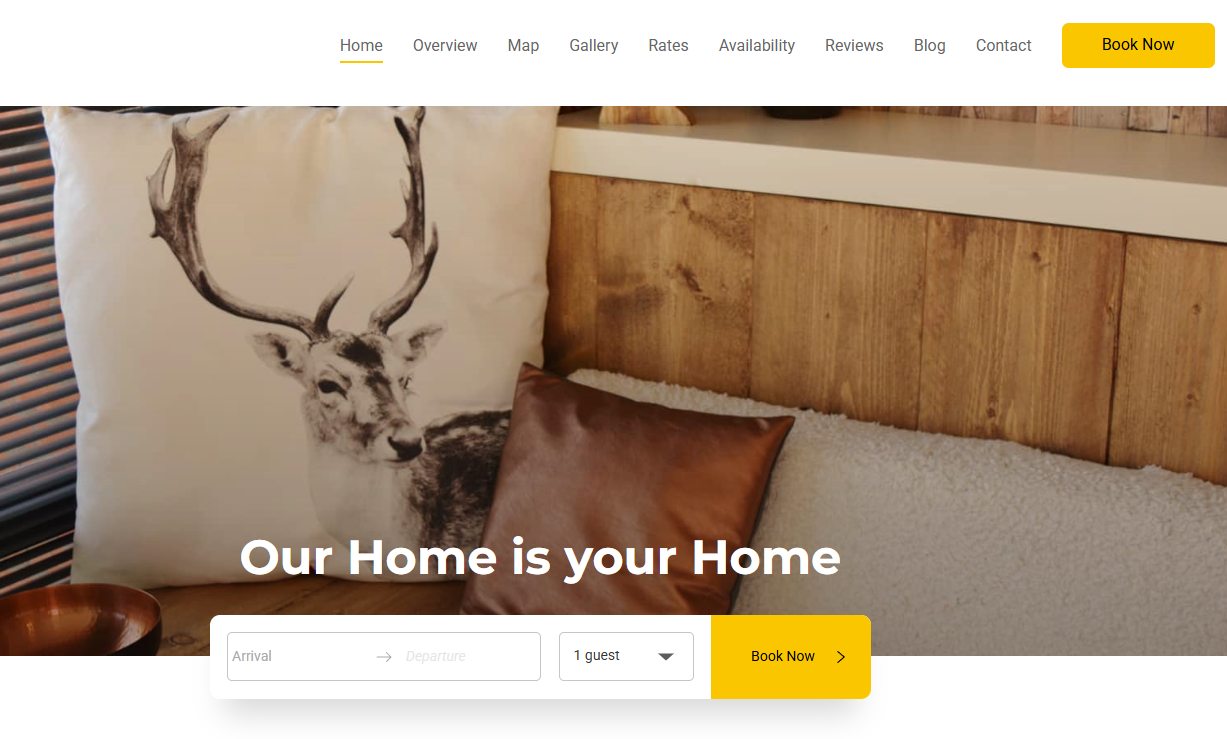 Home Overview Map Gallery Rates Availability Reviews Blog Contact Book Now
Our Home is your Home
Arrival Departure 1 guest Book Now